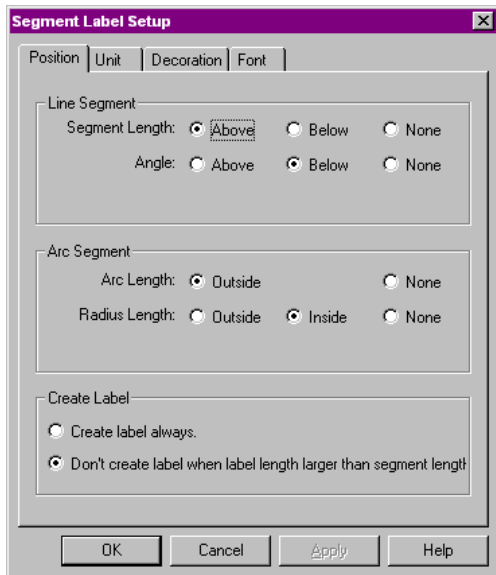 Segment Label Setup
Position Unit Decoration Font
Line Segment
Segment Length: Above Below None
Angle: Above Below None
Arc Segment
Arc Length: Outside None
Radius Length: Outside Inside None
Create Label
Create label always.
Don't create label when label length larger than segment length
OK Cancel Apply Help